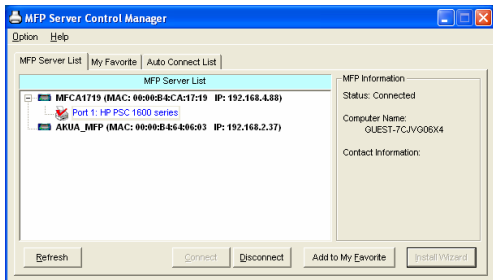 MFP Server Control Manager
Option Help
MFP Server List My Favorite Auto Connect List
MFP Server List
MFCA1719 (MAC: 00:00:B4:CA:17:19 IP: 192.168.4.88)
Port 1: HP PSC 1600 series
AKUA_MFP (MAC: 00:00:B4:64:06:03 IP: 192.168.2.37)
MFP Information
Status: Connected
Computer Name:
GUEST-7CJVG06X4
Contact Information:
Refresh Connect Disconnect Add to My Favorite Install Wizard